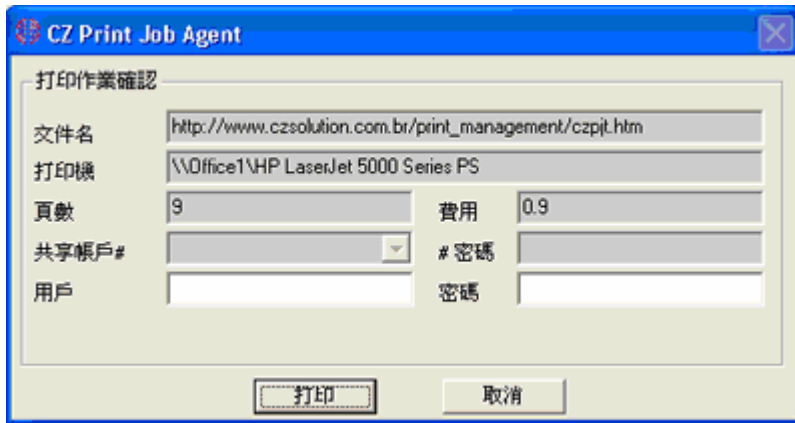 CZ Print Job Agent
打印作業確認
文件名 http://www.czsolution.com.br/print_management/czpjt.htm
打印機 \\Office1\HP LaserJet 5000 Series PS
頁數 9 費用 0.9
共享帳戶# # 密碼
用戶 密碼
打印 取消